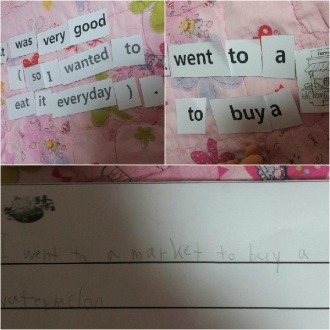 was very good
( so I wanted to
eat it everyday ) .
went to a
to buy a
I went to a market to buy a
watermelon